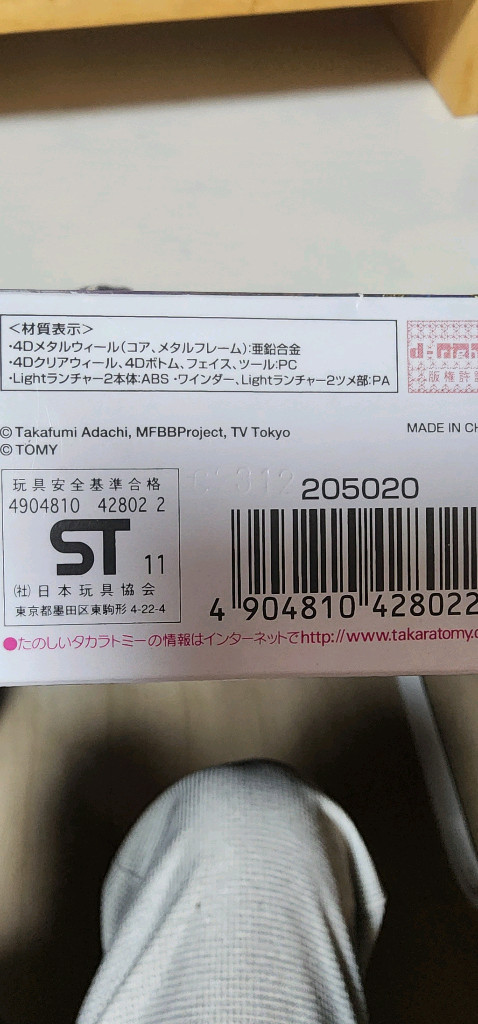 <材質表示>
・4Dメタルウィール(コア、メタルフレーム):亜鉛合金
・4Dクリアウィール、4Dボトム、フェイス、ツール:PC
・Lightランチャー2本体:ABS ・ワインダー、Lightランチャー2ツメ部:PA
版権許
© Takafumi Adachi, MFBBProject, TV Tokyo
MADE IN CH
© TOMY
玩具安全基準合格
4904810 42802 2
ST 11
(社)日本玩具協会
東京都墨田区東駒形 4-22-4
205020
4 904810 428022
●たのしいタカラトミーの情報はインターネットでhttp://www.takaratomy.c